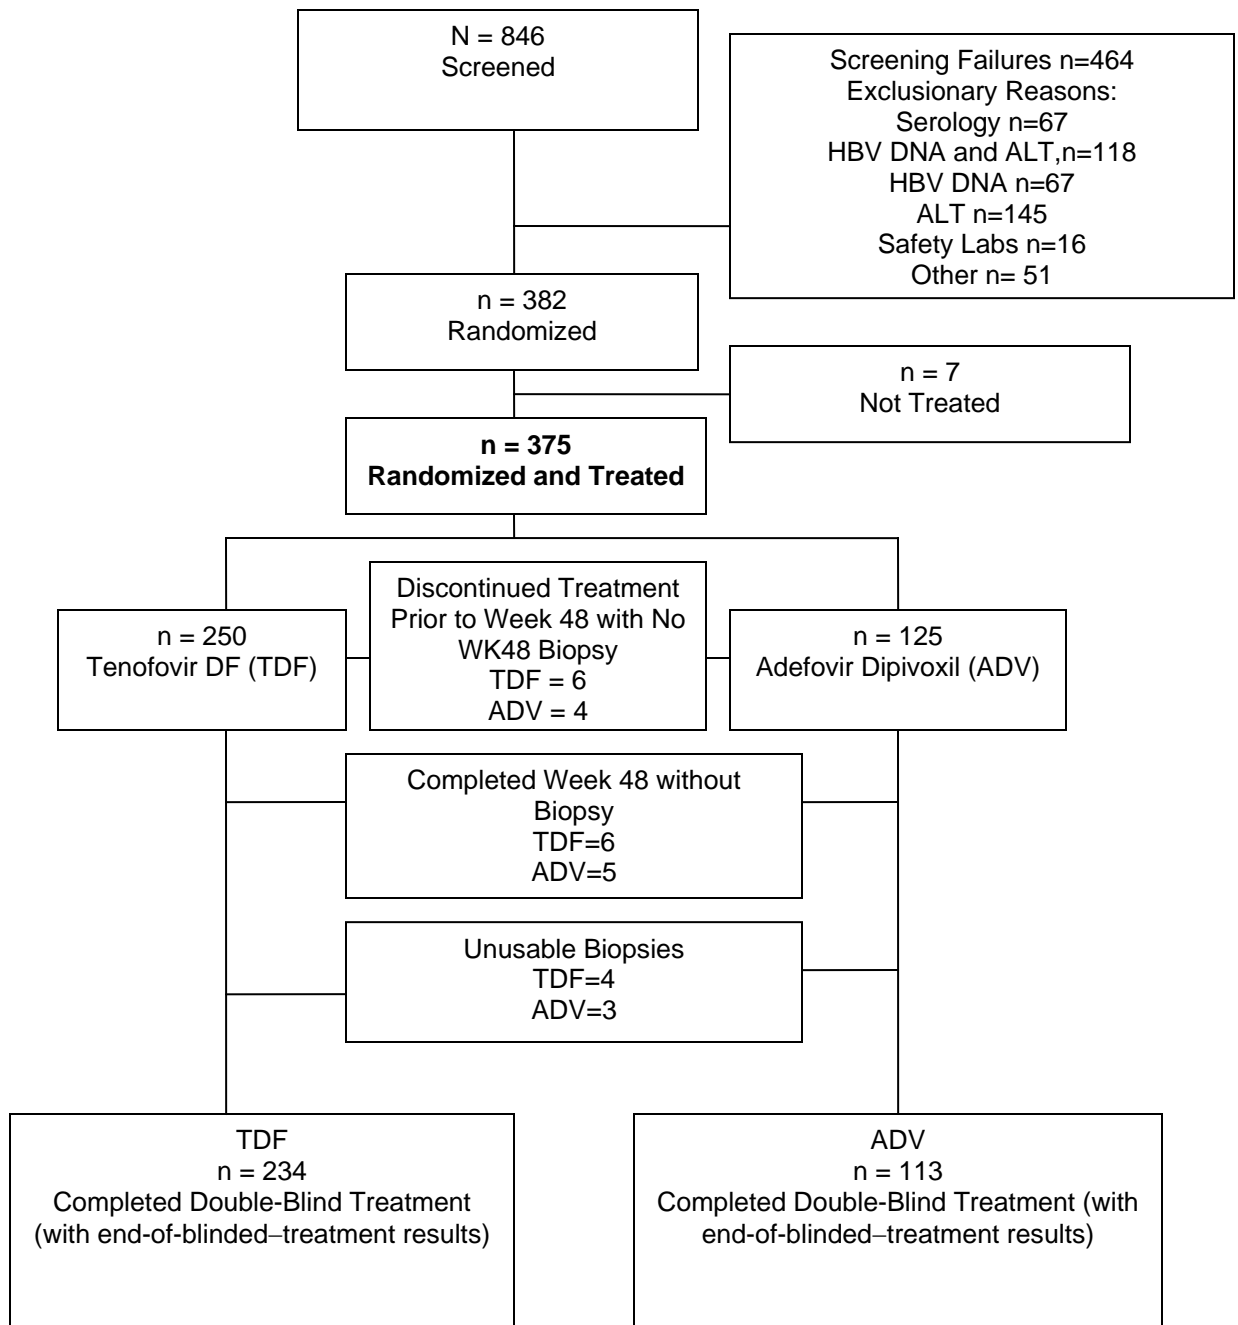 N = 846
Screened
Screening Failures n=464
Exclusionary Reasons:
Serology n=67
HBV DNA and ALT,n=118
HBV DNA n=67
ALT n=145
Safety Labs n=16
Other n= 51
n = 382
Randomized
n = 7
Not Treated
n = 375
Randomized and Treated
n = 250
Tenofovir DF (TDF)
Discontinued Treatment
Prior to Week 48 with No
WK48 Biopsy
TDF = 6
ADV = 4
n = 125
Adefovir Dipivoxil (ADV)
Completed Week 48 without
Biopsy
TDF=6
ADV=5
Unusable Biopsies
TDF=4
ADV=3
TDF
n = 234
Completed Double-Blind Treatment
(with end-of-blinded–treatment results)
ADV
n = 113
Completed Double-Blind Treatment (with
end-of-blinded–treatment results)